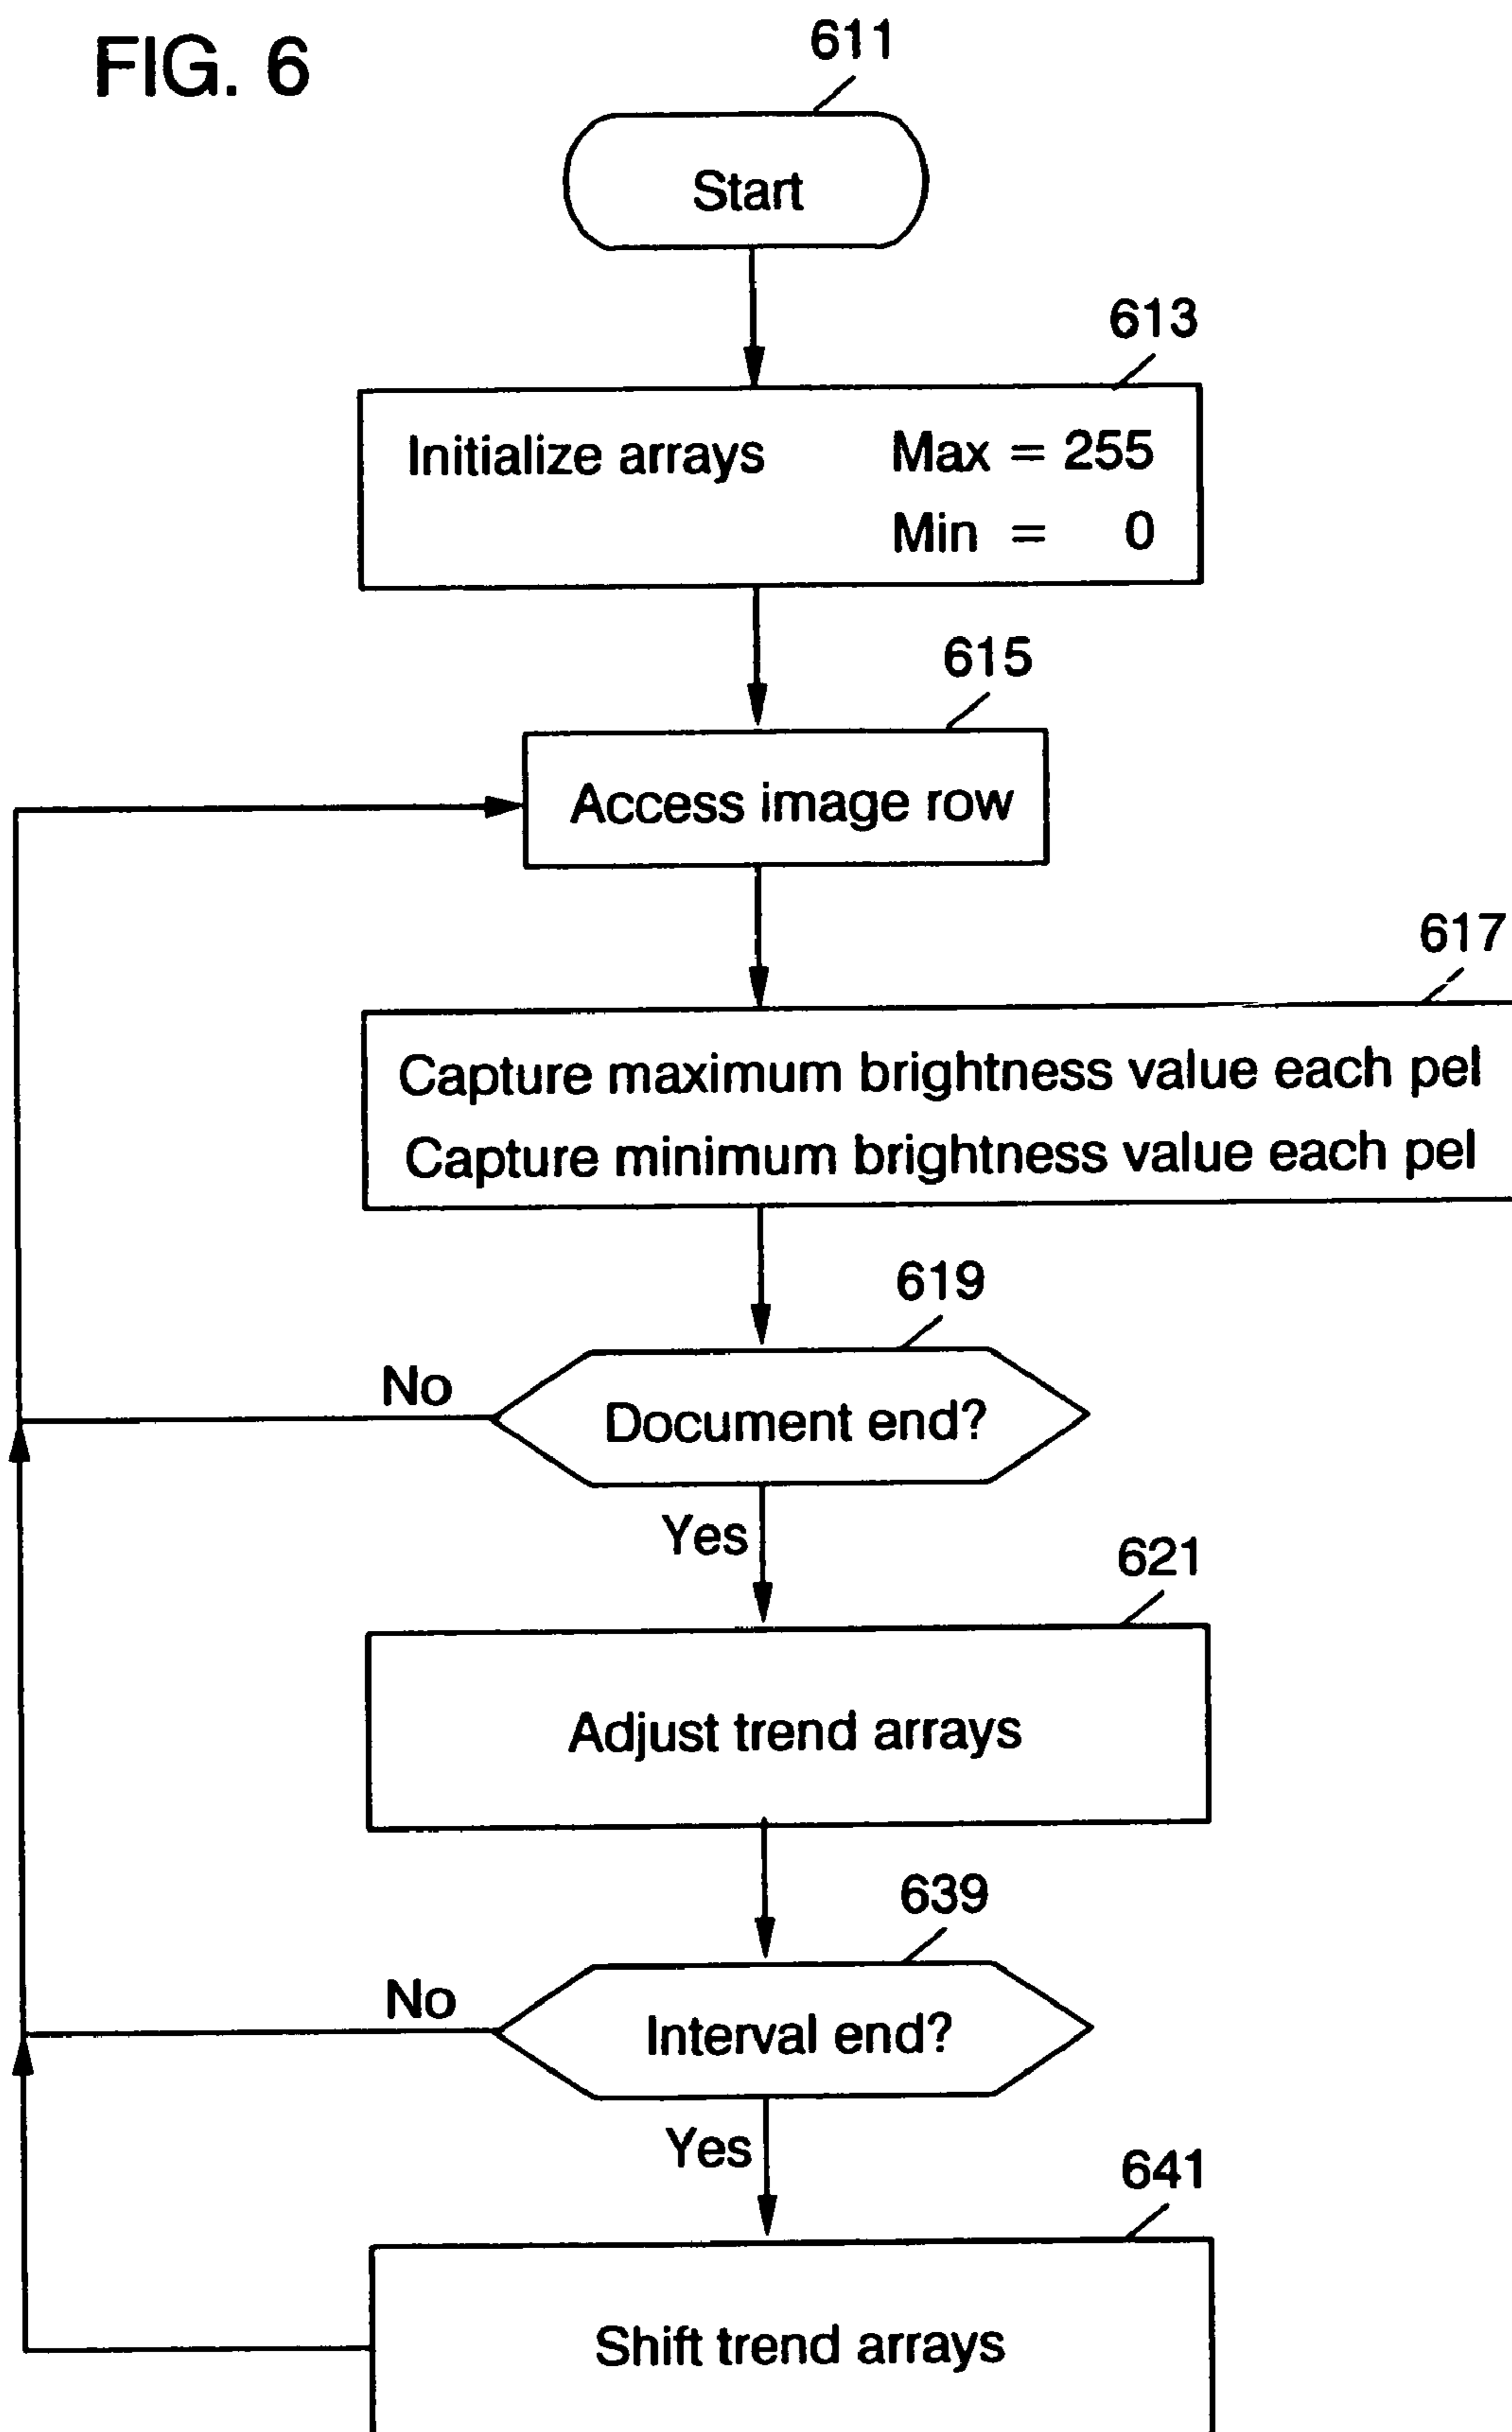 FIG. 6
611
Start
613
Initialize arrays Max = 255
Min = 0
615
Access image row
617
Capture maximum brightness value each pel
Capture minimum brightness value each pel
619
No
Document end?
Yes
621
Adjust trend arrays
639
No
Interval end?
Yes
641
Shift trend arrays